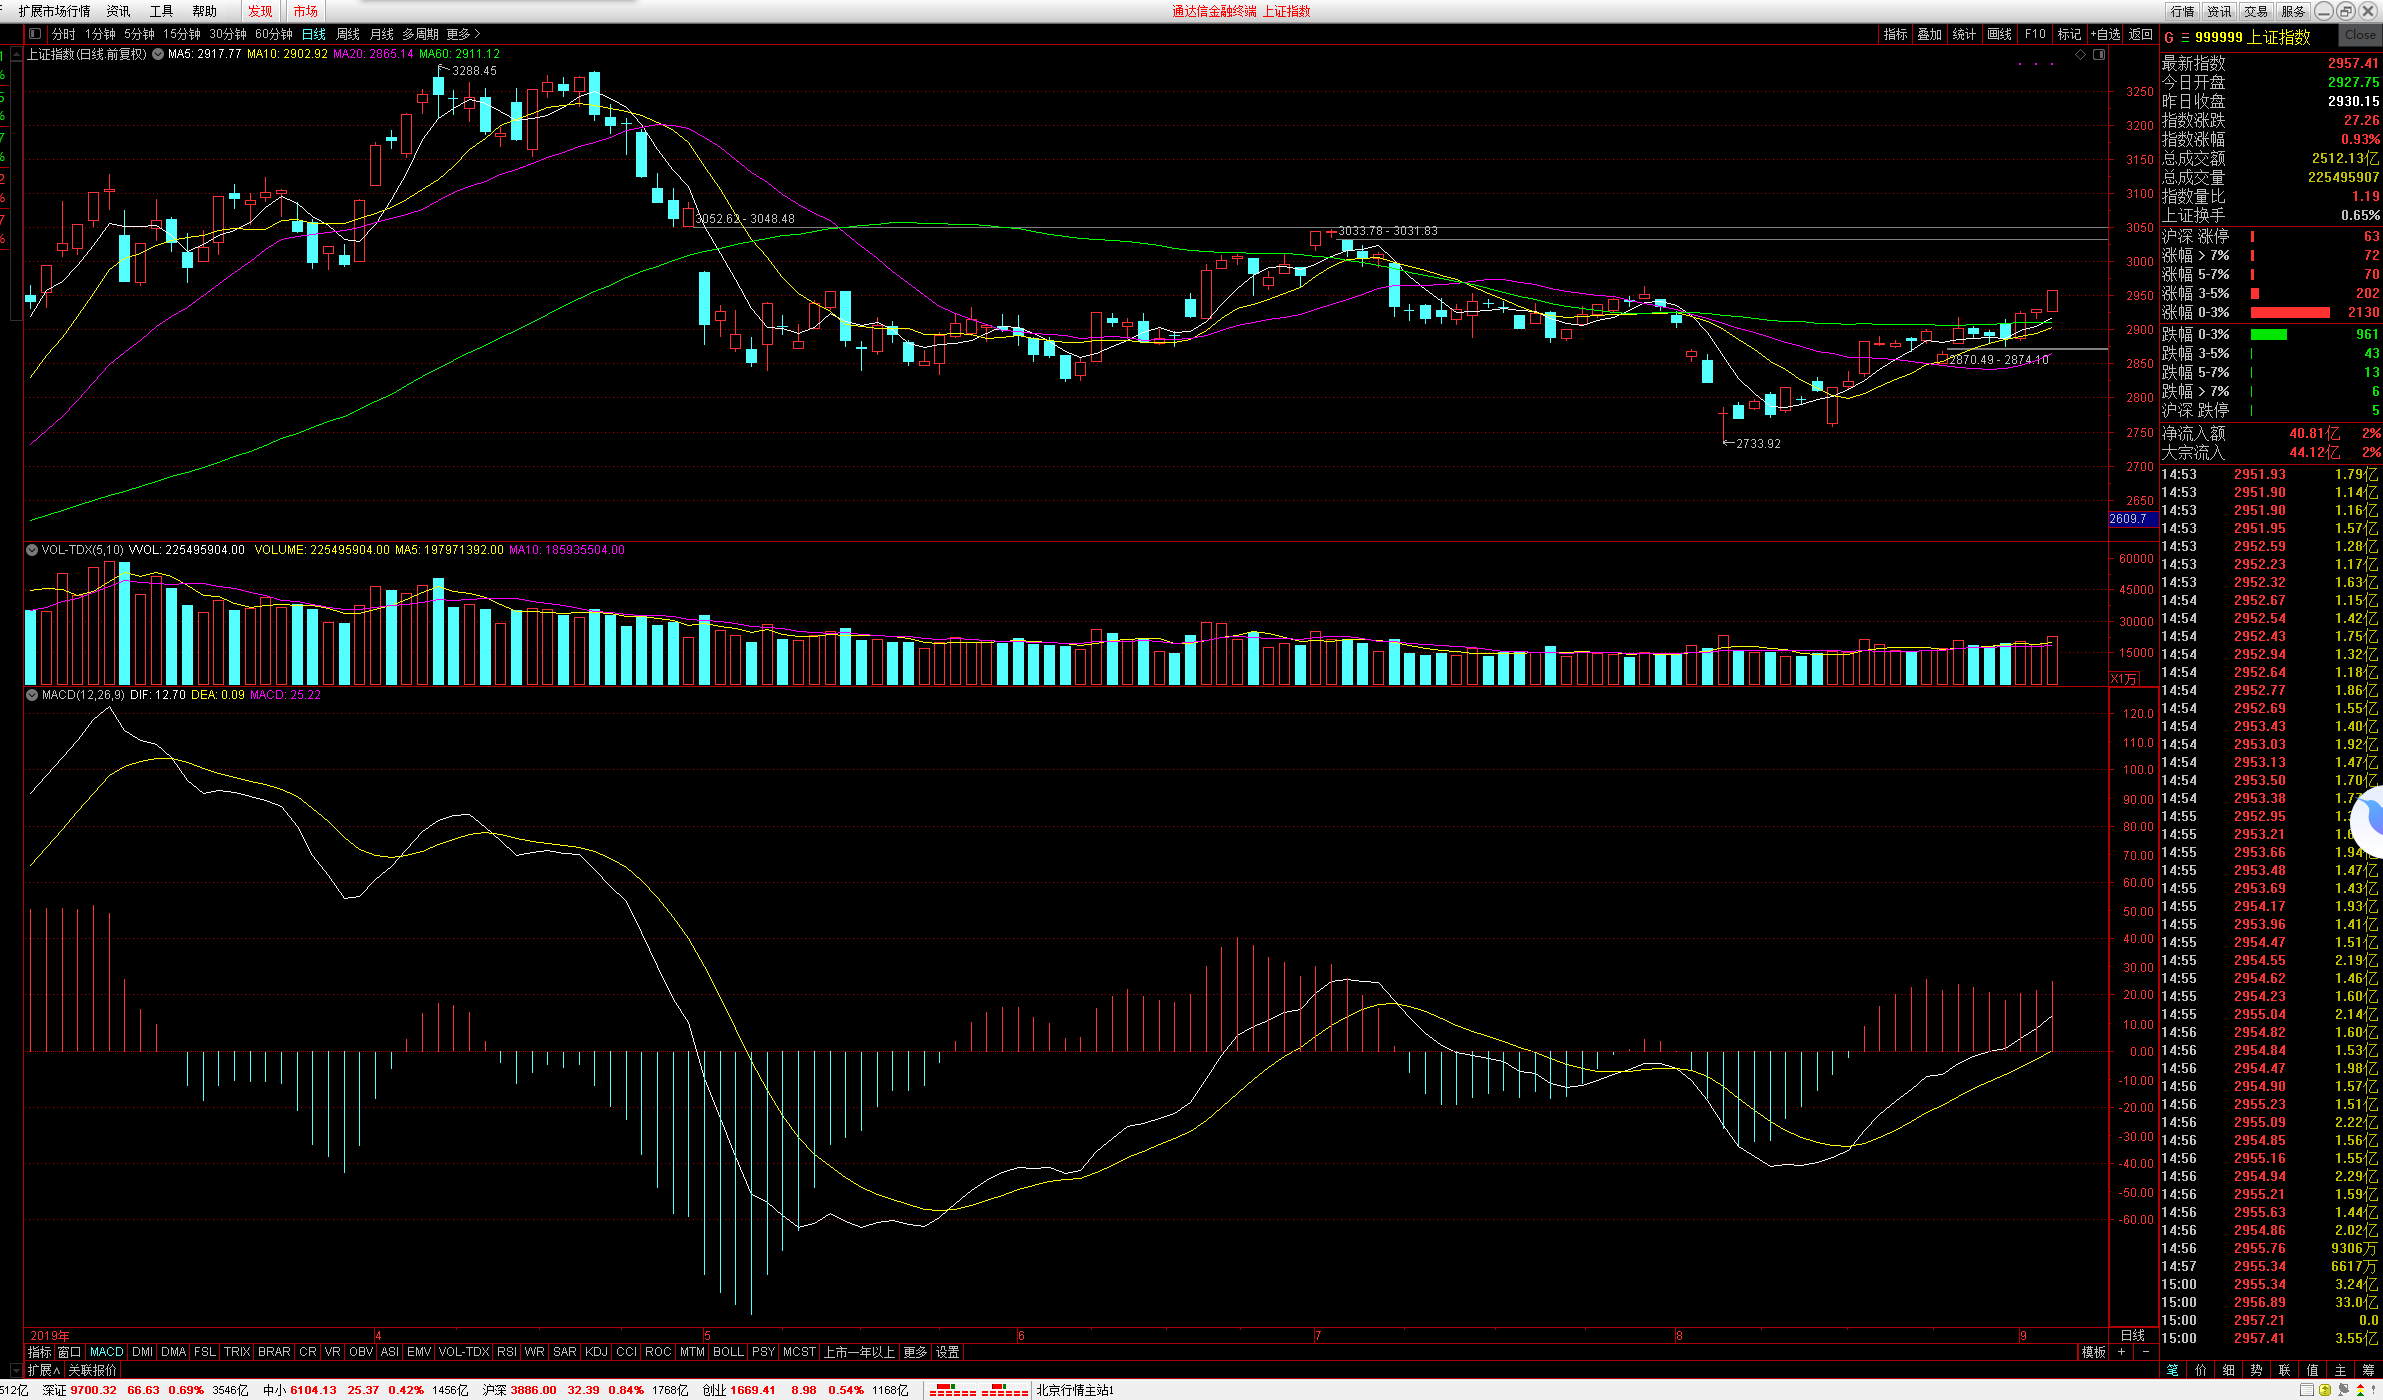 扩展市场行情 资讯 工具 帮助 发现 市场 通达信金融终端 上证指数 行情 资讯 交易 服务
分时 1分钟 5分钟 15分钟 30分钟 60分钟 日线 周线 月线 多周期 更多> 指标 叠加 统计 画线 F10 标记 +自选 返回
G 999999 上证指数 Close
上证指数(日线.前复权) MA5: 2917.77 MA10: 2902.92 MA20: 2865.14 MA60: 2911.12
3288.45
3052.62 - 3048.48
3033.78 - 3031.83
2870.49 - 2874.10
2733.92
3250
3200
3150
3100
3050
3000
2950
2900
2850
2800
2750
2700
2650
2609.7
VOL-TDX(5,10) VVOL: 225495904.00 VOLUME: 225495904.00 MA5: 197971392.00 MA10: 185935504.00
60000
45000
30000
15000
X1万
MACD(12,26,9) DIF: 12.70 DEA: 0.09 MACD: 25.22
120.0
110.0
100.0
90.00
80.00
70.00
60.00
50.00
40.00
30.00
20.00
10.00
0.00
-10.00
-20.00
-30.00
-40.00
-50.00
-60.00
2019年 4 5 6 7 8 9 日线
指标 窗口 MACD DMI DMA FSL TRIX BRAR CR VR OBV ASI EMV VOL-TDX RSI WR SAR KDJ CCI ROC MTM BOLL PSY MCST 上市一年以上 更多 设置 模板 + -
扩展∧ 关联报价
最新指数 2957.41
今日开盘 2927.75
昨日收盘 2930.15
指数涨跌 27.26
指数涨幅 0.93%
总成交额 2512.13亿
总成交量 225495907
指数量比 1.19
上证换手 0.65%
沪深 涨停 63
涨幅 > 7% 72
涨幅 5-7% 70
涨幅 3-5% 202
涨幅 0-3% 2130
跌幅 0-3% 961
跌幅 3-5% 43
跌幅 5-7% 13
跌幅 > 7% 6
沪深 跌停 5
净流入额 40.81亿 2%
大宗流入 44.12亿 2%
14:53 2951.93 1.79亿
14:53 2951.90 1.14亿
14:53 2951.90 1.16亿
14:53 2951.95 1.57亿
14:53 2952.59 1.28亿
14:53 2952.23 1.17亿
14:53 2952.32 1.63亿
14:54 2952.67 1.15亿
14:54 2952.54 1.42亿
14:54 2952.43 1.75亿
14:54 2952.94 1.32亿
14:54 2952.64 1.18亿
14:54 2952.77 1.86亿
14:54 2952.69 1.55亿
14:54 2953.43 1.40亿
14:54 2953.03 1.92亿
14:54 2953.13 1.47亿
14:54 2953.50 1.70亿
14:54 2953.38
14:55 2952.95
14:55 2953.21
14:55 2953.66 1.94亿
14:55 2953.48 1.47亿
14:55 2953.69 1.43亿
14:55 2954.17 1.93亿
14:55 2953.96 1.41亿
14:55 2954.47 1.51亿
14:55 2954.55 2.19亿
14:55 2954.62 1.46亿
14:55 2954.23 1.60亿
14:55 2955.04 2.14亿
14:56 2954.82 1.60亿
14:56 2954.84 1.53亿
14:56 2954.47 1.98亿
14:56 2954.90 1.57亿
14:56 2955.23 1.51亿
14:56 2955.09 2.22亿
14:56 2954.85 1.56亿
14:56 2955.16 1.55亿
14:56 2954.94 2.29亿
14:56 2955.21 1.59亿
14:56 2955.63 1.44亿
14:56 2954.86 2.02亿
14:56 2955.76 9306万
14:57 2955.34 6617万
15:00 2955.34 3.24亿
15:00 2956.89 33.0亿
15:00 2957.21 0.0
15:00 2957.41 3.55亿
笔 价 细 势 联 值 主 筹
512亿 深证 9700.32 66.63 0.69% 3546亿 中小 6104.13 25.37 0.42% 1456亿 沪深 3886.00 32.39 0.84% 1768亿 创业 1669.41 8.98 0.54% 1168亿 北京行情主站1